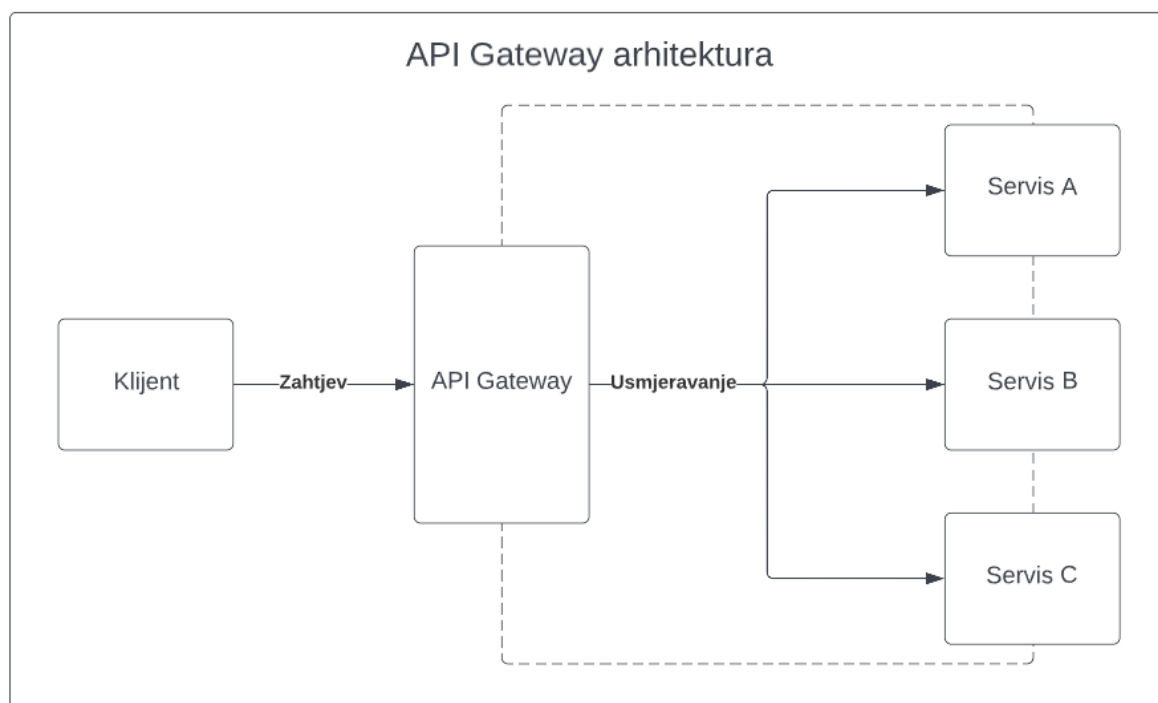 API Gateway arhitektura
Servis A
Klijent
Zahtjev
API Gateway
Usmjeravanje
Servis B
Servis C